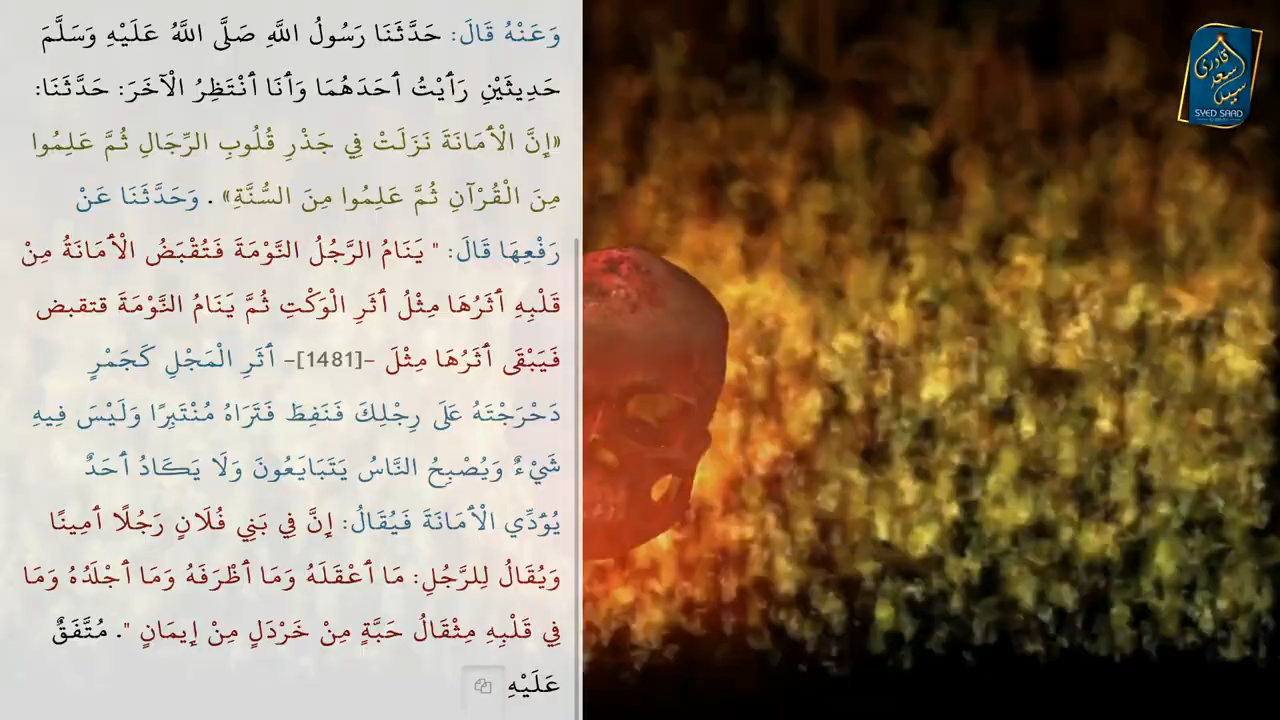 وَعَنْهُ قَالَ: حَدَّثَنَا رَسُولُ اللَّهِ صَلَّى اللَّهُ عَلَيْهِ وَسَلَّمَ
حَدِيثَيْنِ رَأَيْتُ أَحَدَهُمَا وَأَنَا أَنْتَظِرُ الْآخَرَ: حَدَّثَنَا:
«إِنَّ الْأَمَانَةَ نَزَلَتْ فِي جَذْرِ قُلُوبِ الرِّجَالِ ثُمَّ عَلِمُوا
مِنَ الْقُرْآنِ ثُمَّ عَلِمُوا مِنَ السُّنَّةِ» . وَحَدَّثَنَا عَنْ
رَفْعِهَا قَالَ: " يَنَامُ الرَّجُلُ النَّوْمَةَ فَتُقْبَضُ الْأَمَانَةُ مِنْ
قَلْبِهِ أَثَرُهَا مِثْلُ أَثَرِ الْوَكْتِ ثُمَّ يَنَامُ النَّوْمَةَ قتقبض
فَيَبْقَى أَثَرُهَا مِثْلَ -[1481]- أَثَرِ الْمَجْلِ كَجَمْرٍ
دَحْرَجْتَهُ عَلَى رِجْلِكَ فَنَفِطَ فَتَرَاهُ مُنْتَبِرًا وَلَيْسَ فِيهِ
شَيْءٌ وَيُصْبِحُ النَّاسُ يَتَبَايَعُونَ وَلَا يَكَادُ أَحَدٌ
يُؤَدِّي الْأَمَانَةَ فَيُقَالُ: إِنَّ فِي بَنِي فُلَانٍ رَجُلًا أَمِينًا
وَيُقَالُ لِلرَّجُلِ: مَا أَعْقَلَهُ وَمَا أَظْرَفَهُ وَمَا أَجْلَدُهُ وَمَا
فِي قَلْبِهِ مِثْقَالُ حَبَّةٍ مِنْ خَرْدَلٍ مِنْ إِيمَانٍ ". مُتَّفَقٌ
عَلَيْهِ
SYED SAAD